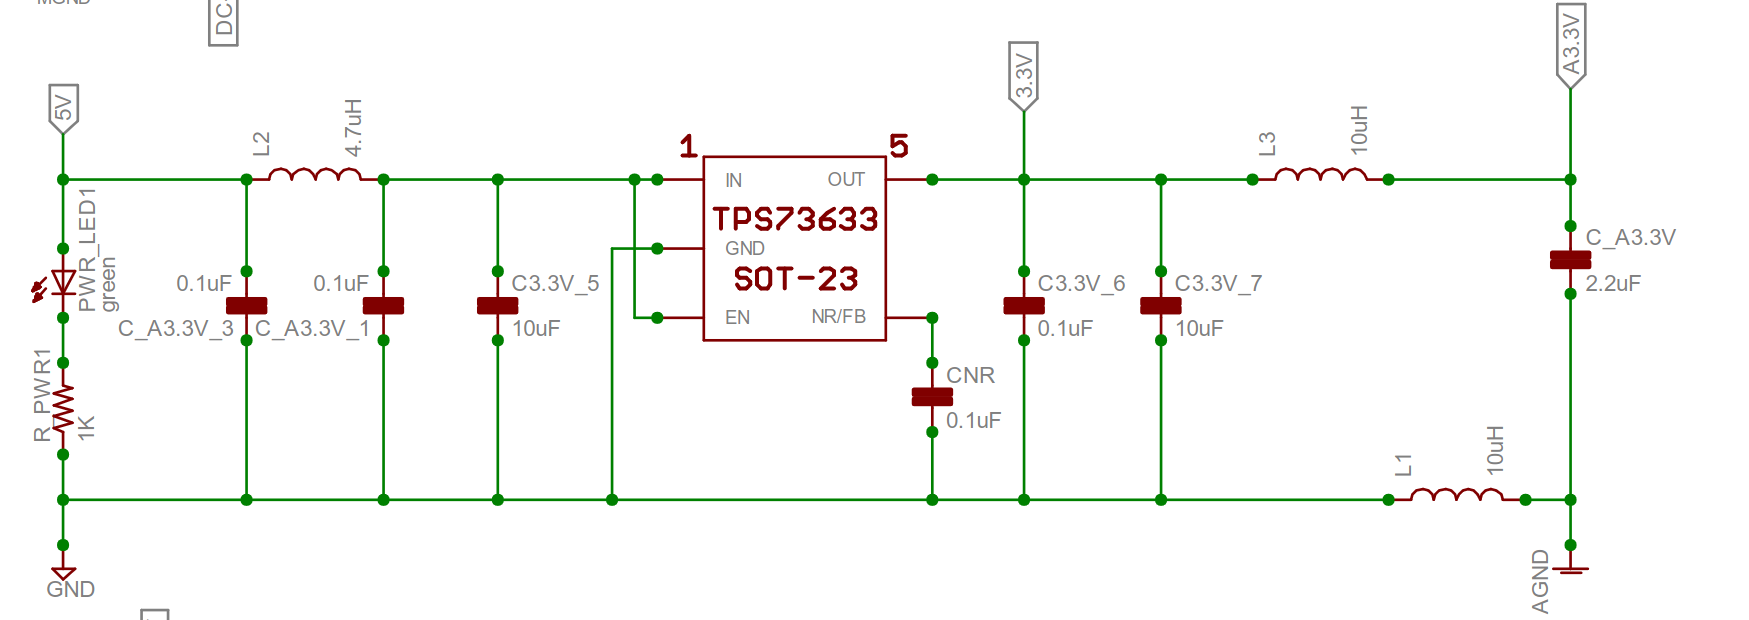 MGND
DC
5V
L2
4.7uH
3.3V
L3
10uH
A3.3V
1
5
IN
OUT
TPS73633
GND
SOT-23
EN
NR/FB
PWR_LED1
green
0.1uF
C_A3.3V_3
0.1uF
C_A3.3V_1
C3.3V_5
10uF
C3.3V_6
0.1uF
C3.3V_7
10uF
C_A3.3V
2.2uF
R_PWR1
1K
CNR
0.1uF
L1
10uH
GND
AGND